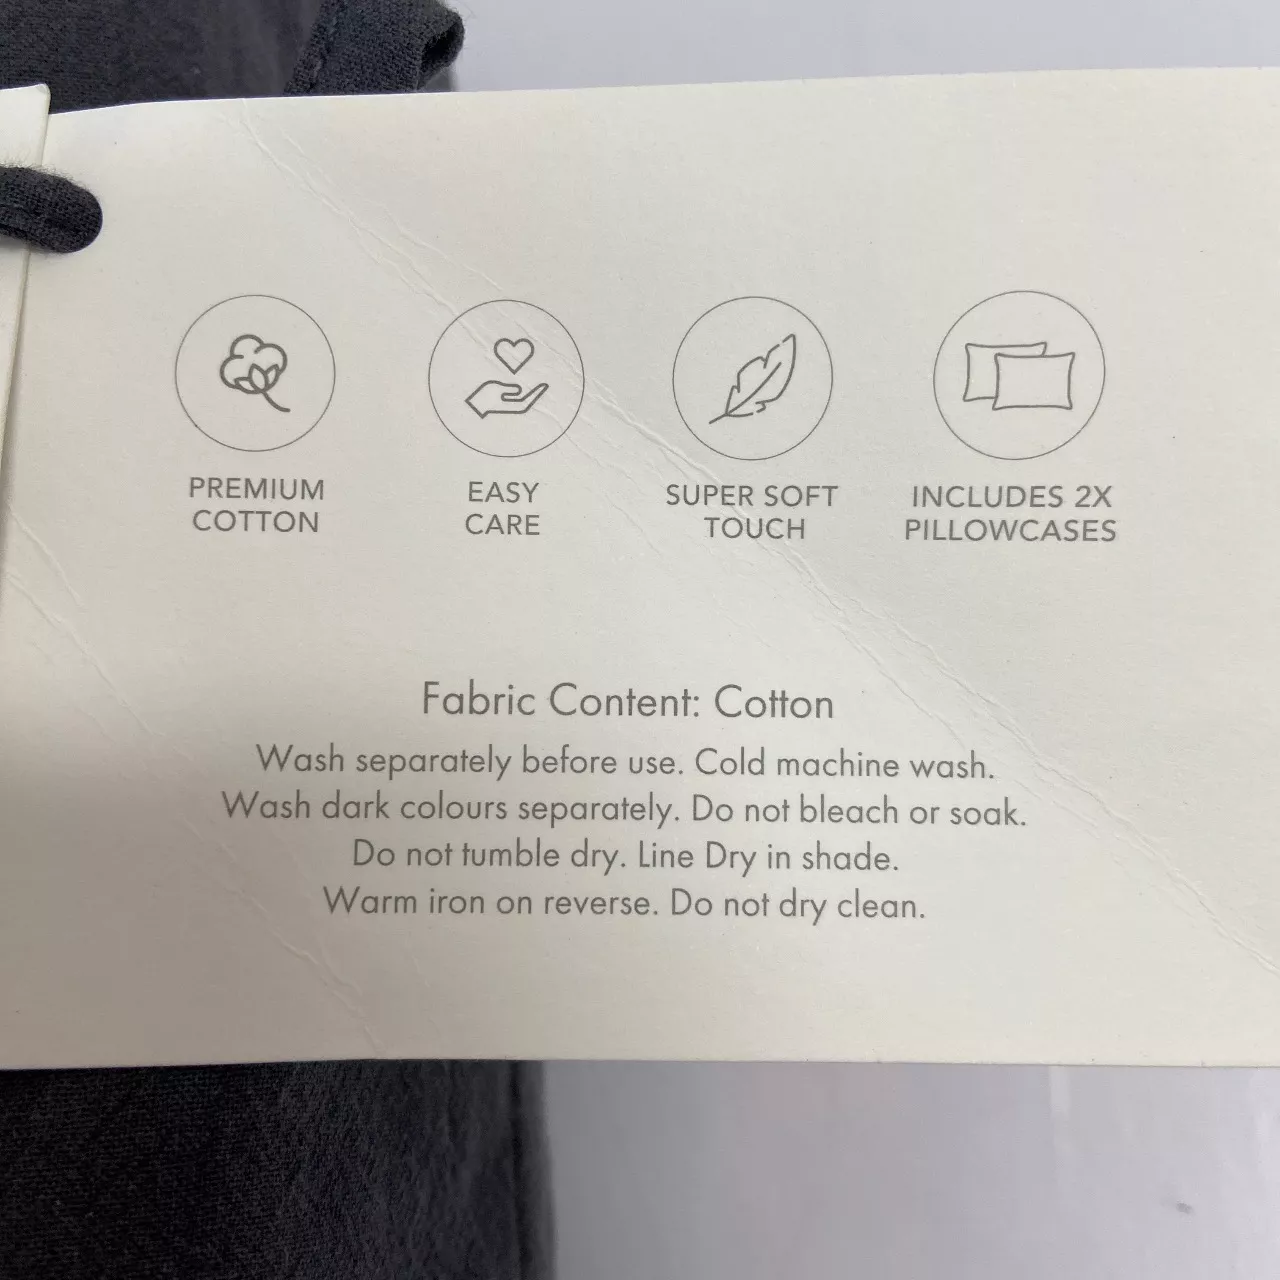 PREMIUM
COTTON
EASY
CARE
SUPER SOFT
TOUCH
INCLUDES 2X
PILLOWCASES
Fabric Content: Cotton
Wash separately before use. Cold machine wash.
Wash dark colours separately. Do not bleach or soak.
Do not tumble dry. Line Dry in shade.
Warm iron on reverse. Do not dry clean.